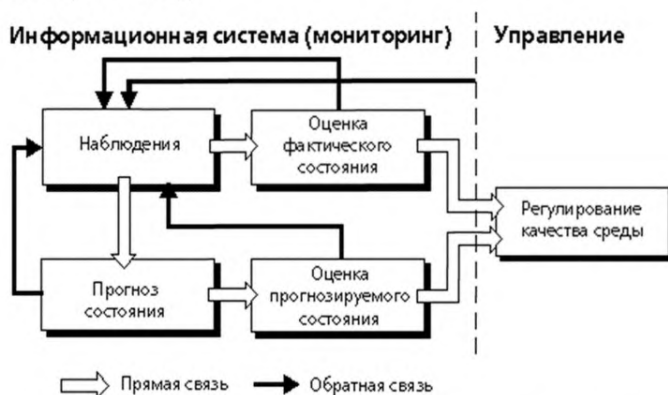 Информационная система (мониторинг)
Управление
Наблюдения
Оценка
фактического
состояния
Регулирование
качества среды
Прогноз
состояния
Оценка
прогнозируемого
состояния
Прямая связь
Обратная связь